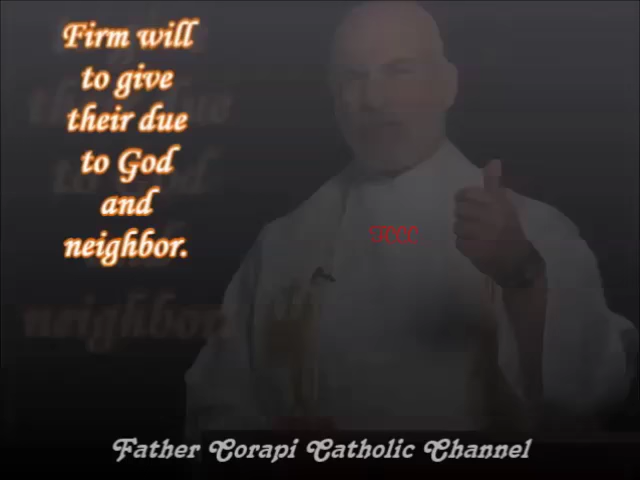 Firm will
to give
their due
to God
and
neighbor.
Father Corapi Catholic Channel